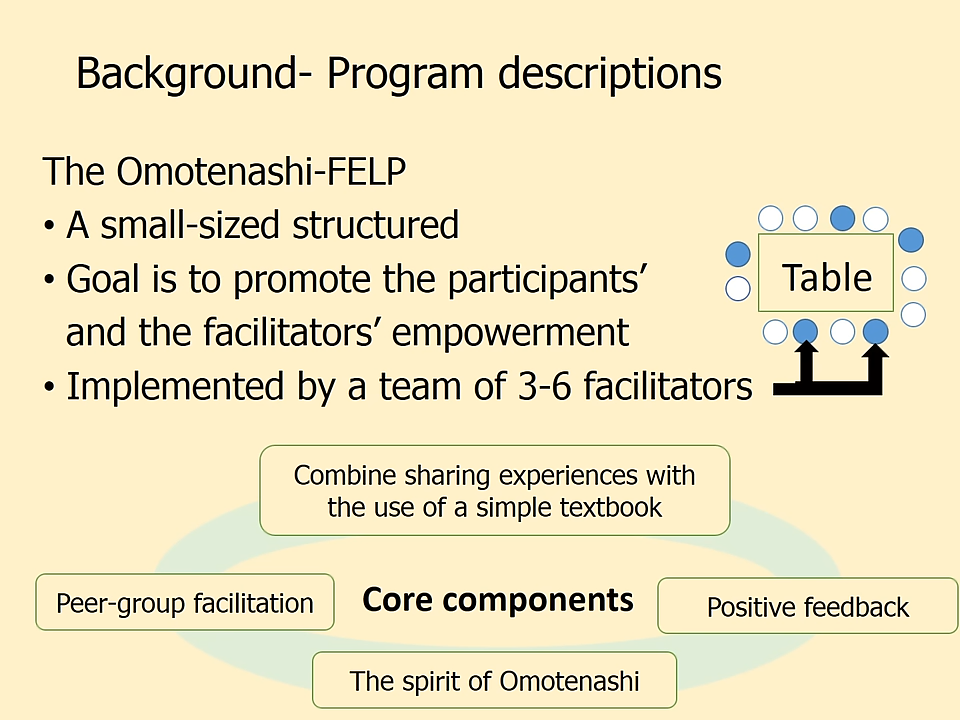 Background- Program descriptions
The Omotenashi-FELP
• A small-sized structured
• Goal is to promote the participants’
and the facilitators’ empowerment
• Implemented by a team of 3-6 facilitators
Table
Combine sharing experiences with
the use of a simple textbook
Peer-group facilitation
Core components
Positive feedback
The spirit of Omotenashi